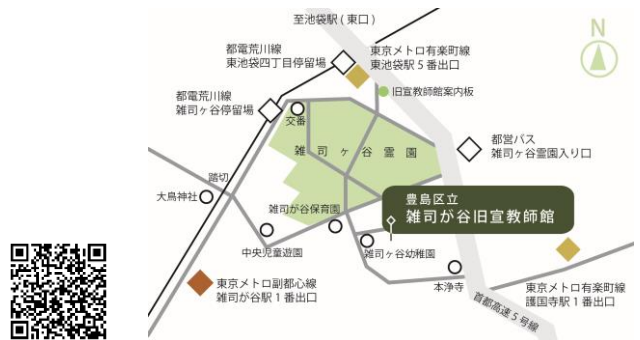 至池袋駅(東口)
N
都電荒川線
東池袋四丁目停留場
東京メトロ有楽町線
東池袋駅5番出口
旧宣教師館案内板
都電荒川線
雑司ヶ谷停留場
交番
雑司ヶ谷霊園
都営バス
雑司ヶ谷霊園入り口
踏切
大鳥神社
豊島区立
雑司が谷旧宣教師館
雑司が谷保育園
中央児童遊園
雑司ヶ谷幼稚園
本浄寺
東京メトロ副都心線
雑司が谷駅1番出口
東京メトロ有楽町線
護国寺駅1番出口
首都高速5号線